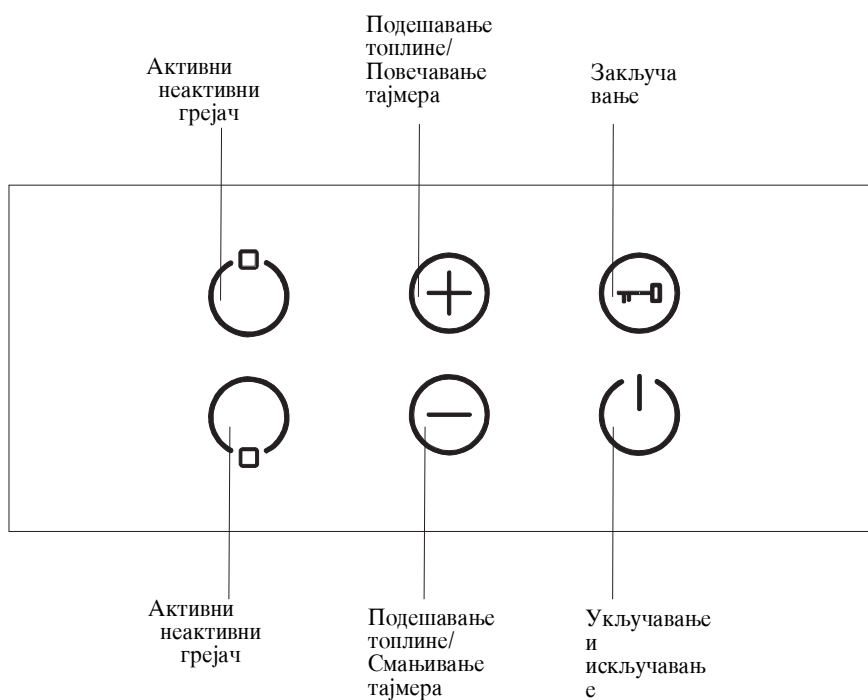 Активни
неактивни
грејач
Подешавање
топлине/
Повечавање
тајмера
Закључа
вање
Активни
неактивни
грејач
Подешавање
топлине/
Смањивање
тајмера
Укључавање
и
искључавањ
е